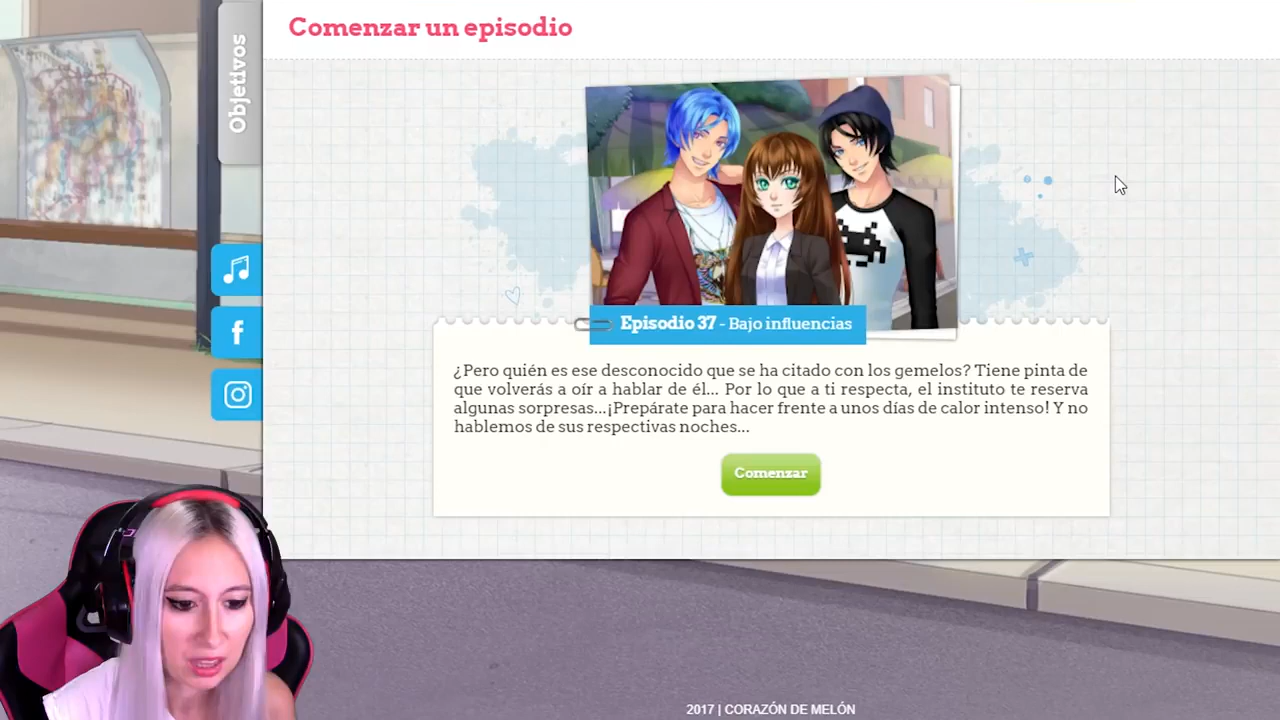 Comenzar un episodio
Objetivos
Episodio 37 - Bajo influencias
¿Pero quién es ese desconocido que se ha citado con los gemelos? Tiene pinta de
que volverás a oír a hablar de él... Por lo que a ti respecta, el instituto te reserva
algunas sorpresas...¡Prepárate para hacer frente a unos días de calor intenso! Y no
hablemos de sus respectivas noches...
Comenzar
2017 | CORAZÓN DE MELÓN